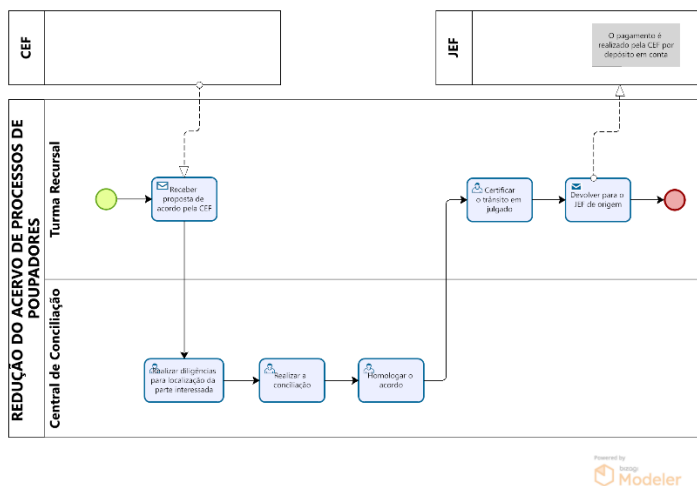 CEF
JEF
O pagamento é
realizado pela CEF por
depósito em conta
REDUÇÃO DO ACERVO DE PROCESSOS DE
POUPADORES
Turma Recursal
Receber
proposta de
acordo pela CEF
Certificar
o trânsito em
julgado
Devolver para o
JEF de origem
Central de Conciliação
Realizar diligências
para localização da
parte interessada
Realizar a
conciliação
Homologar o
acordo
Powered by
bizagi
Modeler